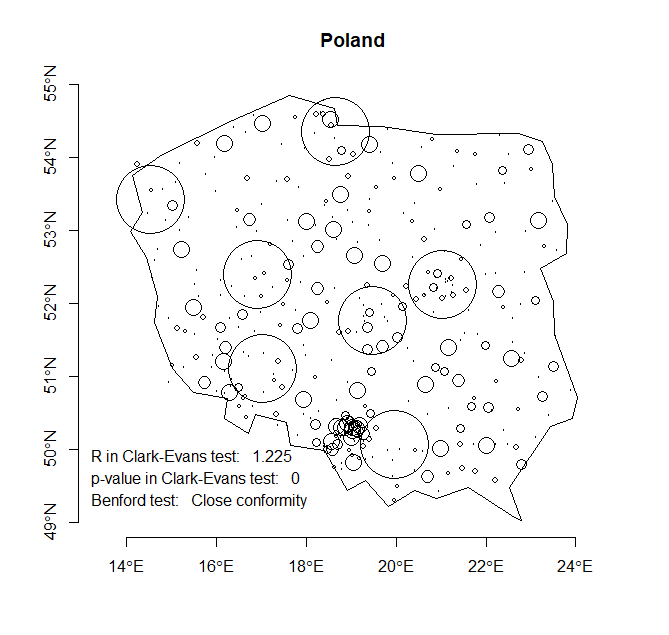 Poland
55°N
54°N
53°N
52°N
51°N
50°N
49°N
R in Clark-Evans test: 1.225
p-value in Clark-Evans test: 0
Benford test: Close conformity
14°E 16°E 18°E 20°E 22°E 24°E